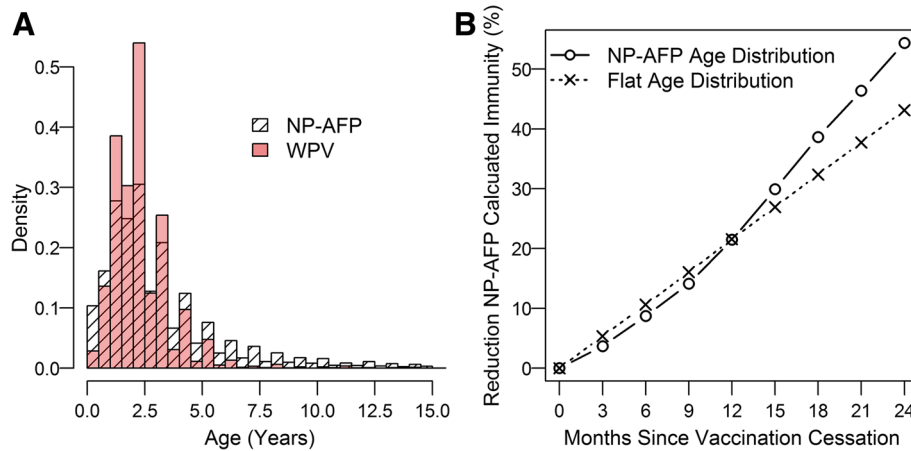 A
0.5
0.4
0.3
0.2
0.1
0.0
Density
NP-AFP
WPV
0.0 2.5 5.0 7.5 10.0 12.5 15.0
Age (Years)
B
50
40
30
20
10
0
Reduction NP-AFP Calcuated Immunity (%)
NP-AFP Age Distribution
Flat Age Distribution
0 3 6 9 12 15 18 21 24
Months Since Vaccination Cessation